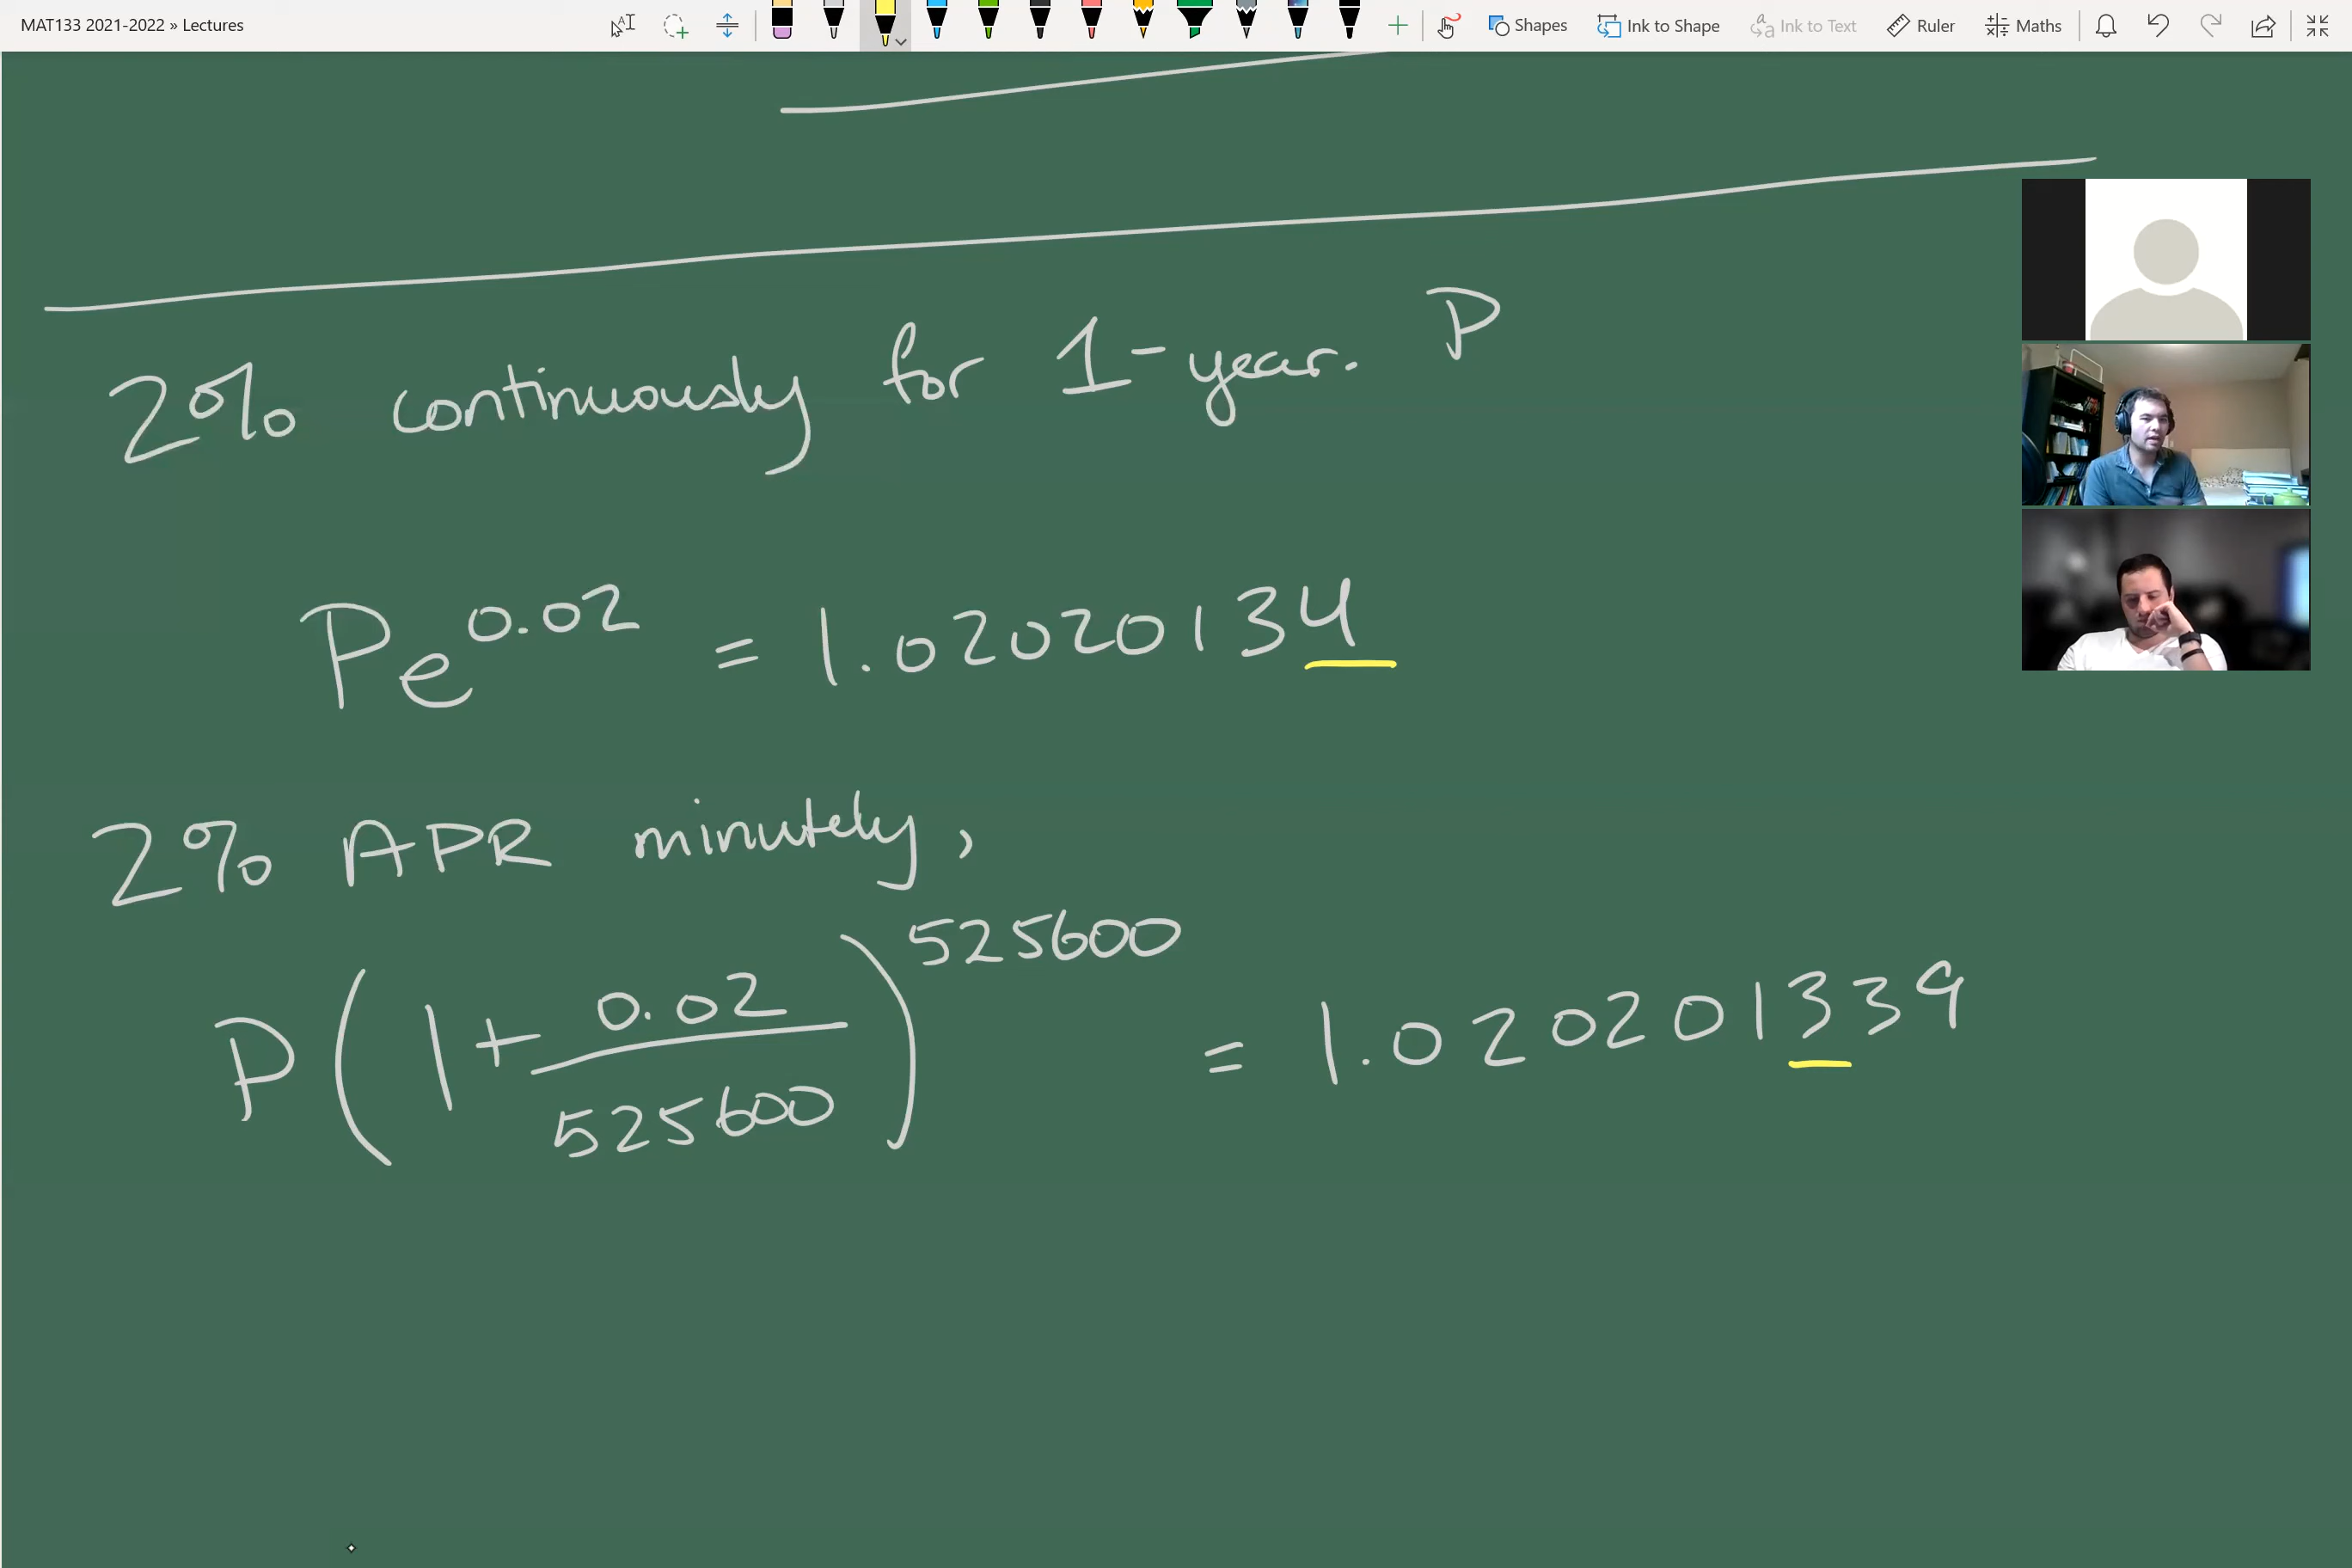 MAT133 2021-2022 » Lectures
Shapes Ink to Shape Ink to Text Ruler Maths
2% continuously for 1-year. P
Pe^0.02 = 1.02020134
2% APR minutely,
P(1+0.02/525600)^525600 = 1.020201339